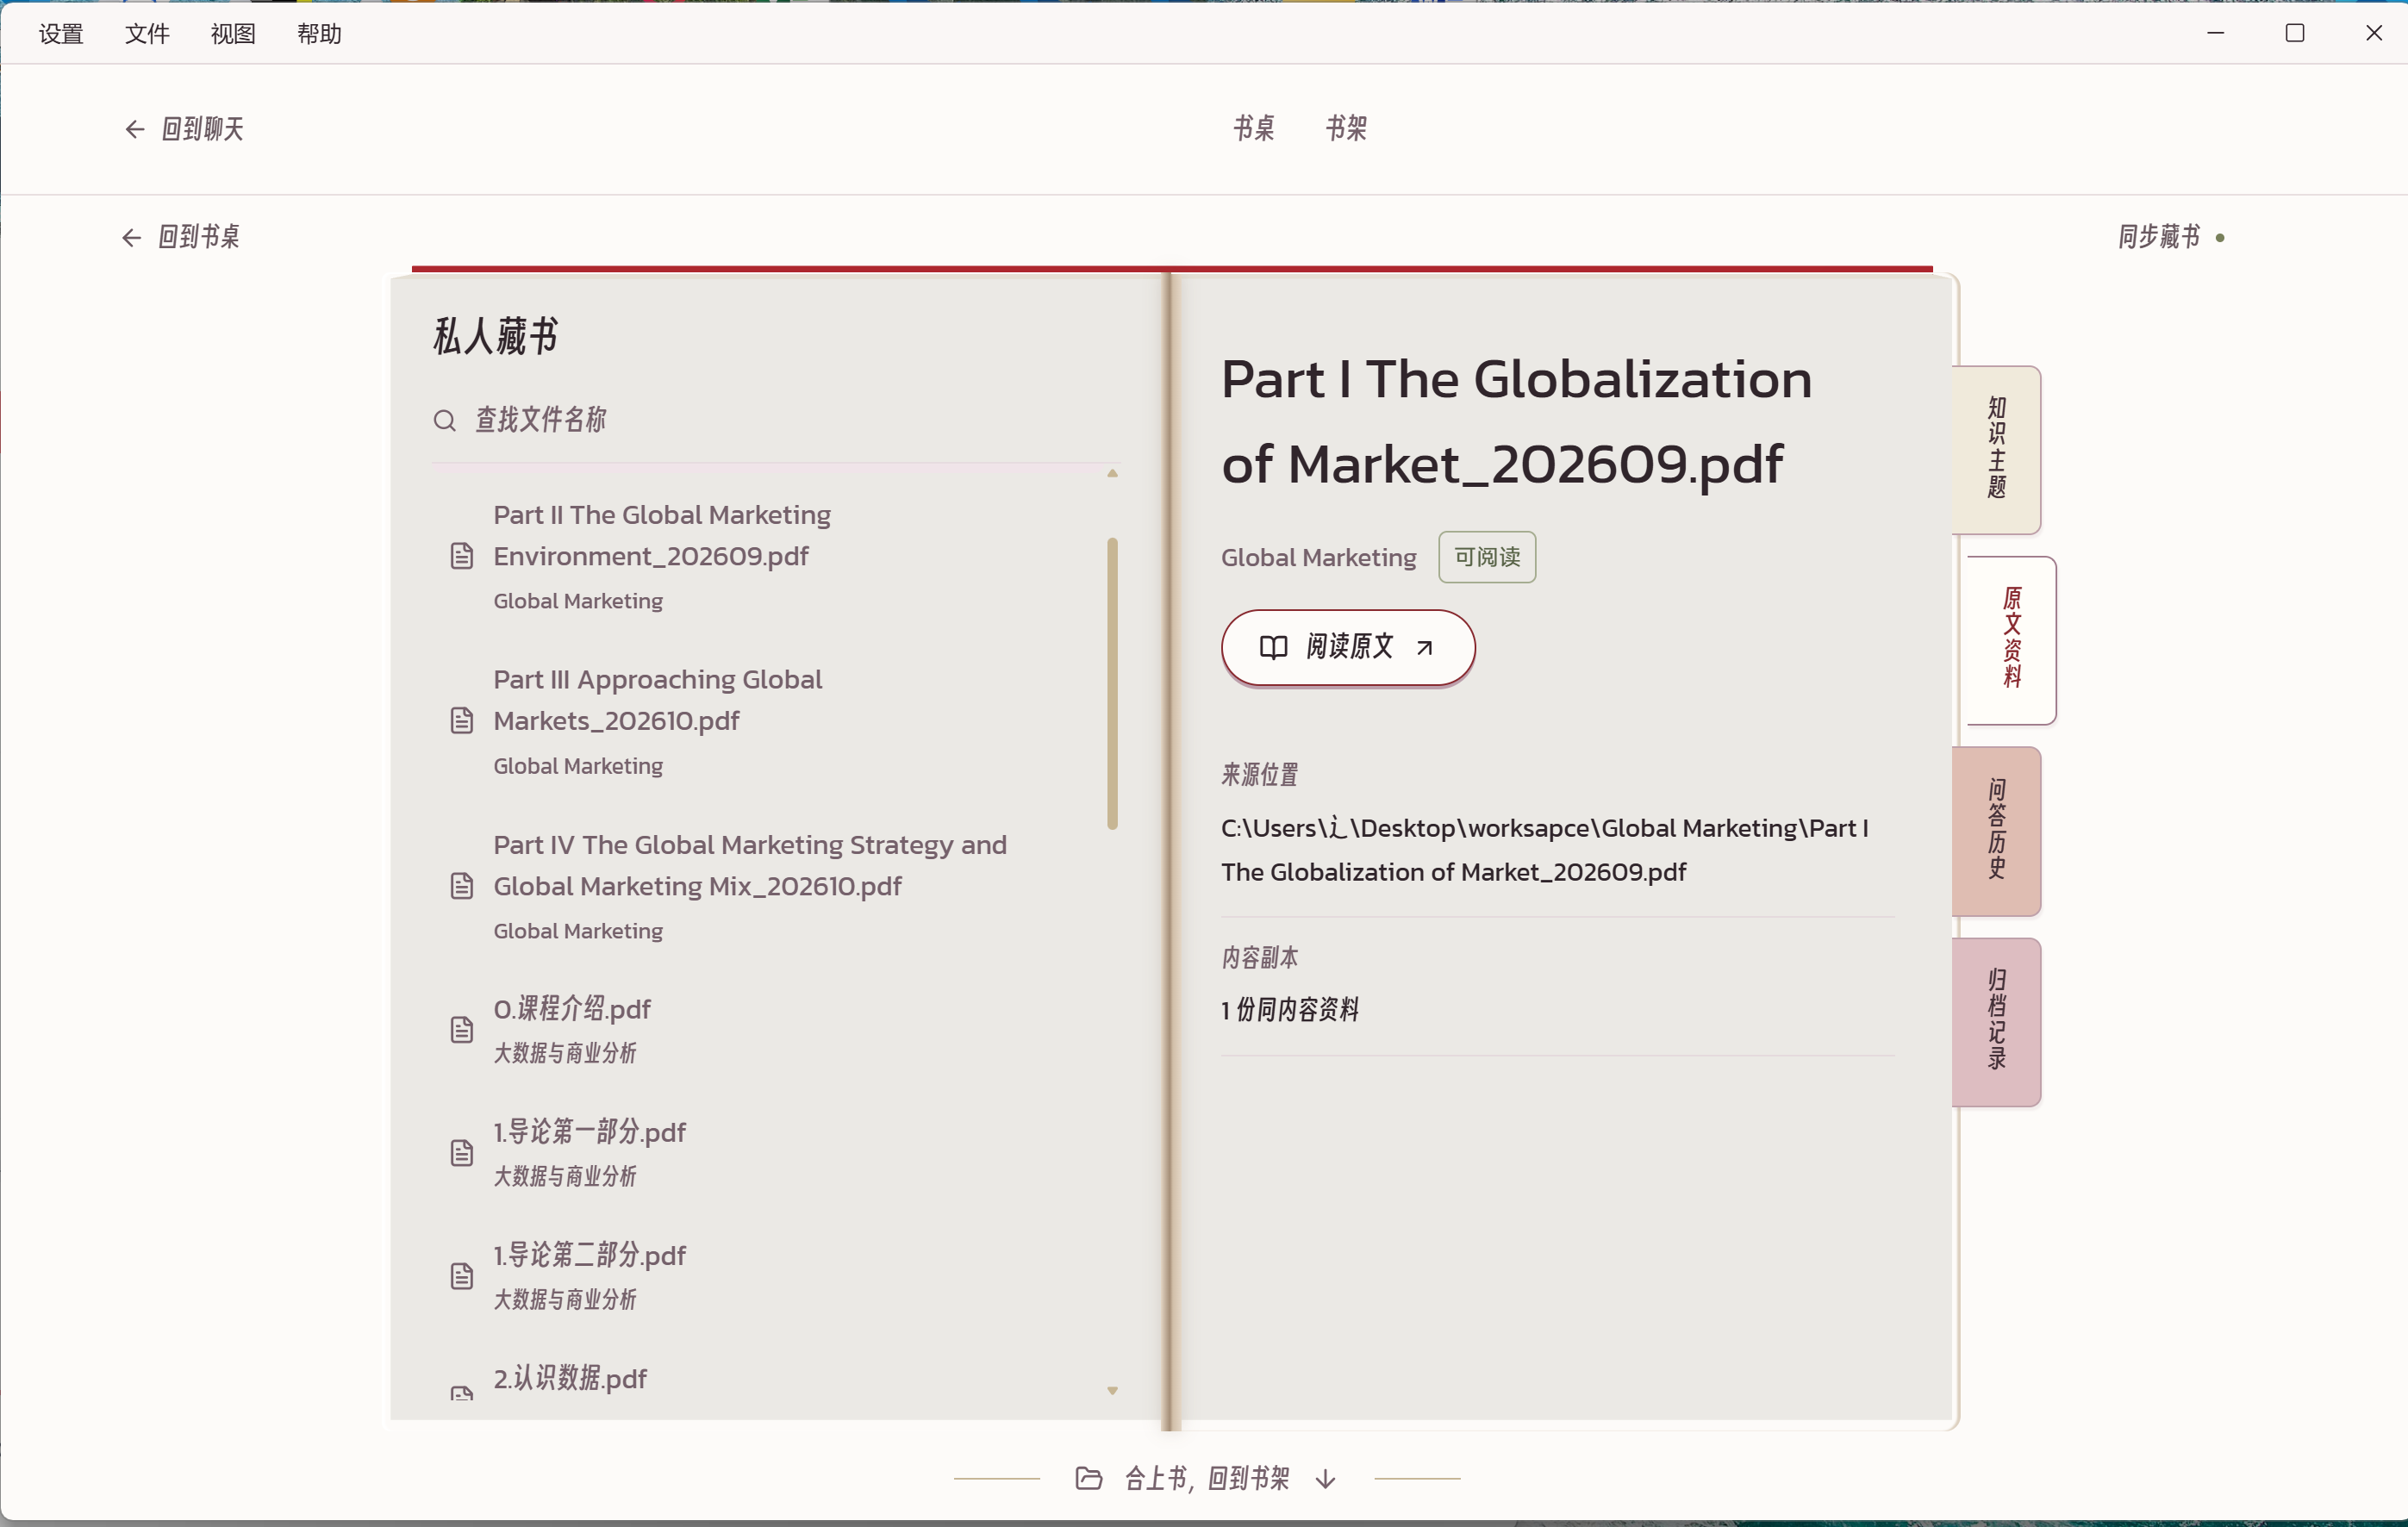 设置 文件 视图 帮助
回到聊天
书桌 书架
回到书桌
同步藏书
私人藏书
查找文件名称
Part II The Global Marketing
Environment_202609.pdf
Global Marketing
Part III Approaching Global
Markets_202610.pdf
Global Marketing
Part IV The Global Marketing Strategy and
Global Marketing Mix_202610.pdf
Global Marketing
0.课程介绍.pdf
大数据与商业分析
1.导论第一部分.pdf
大数据与商业分析
1.导论第二部分.pdf
大数据与商业分析
2.认识数据.pdf
Part I The Globalization
of Market_202609.pdf
Global Marketing 可阅读
阅读原文
来源位置
C:\Users\辶\Desktop\worksapce\Global Marketing\Part I
The Globalization of Market_202609.pdf
内容副本
1 份同内容资料
知识主题
原文资料
问答历史
归档记录
合上书, 回到书架